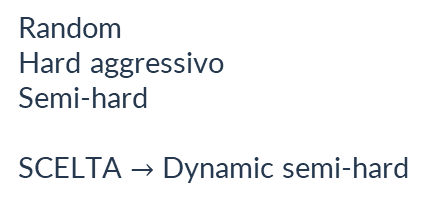 Random
Hard aggressivo
Semi-hard
SCELTA → Dynamic semi-hard